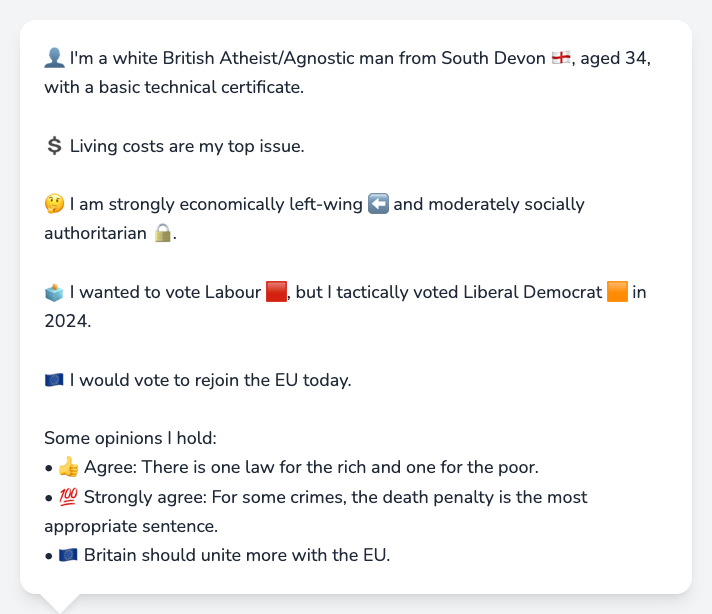 👤 I'm a white British Atheist/Agnostic man from South Devon 🏴󠁧󠁢󠁥󠁮󠁧󠁿, aged 34,
with a basic technical certificate.
💲 Living costs are my top issue.
🤔 I am strongly economically left-wing ⬅️ and moderately socially
authoritarian 🔒.
🗳️ I wanted to vote Labour 🟥, but I tactically voted Liberal Democrat 🟧 in
2024.
🇪🇺 I would vote to rejoin the EU today.
Some opinions I hold:
• 👍 Agree: There is one law for the rich and one for the poor.
• 💯 Strongly agree: For some crimes, the death penalty is the most
appropriate sentence.
• 🇪🇺 Britain should unite more with the EU.